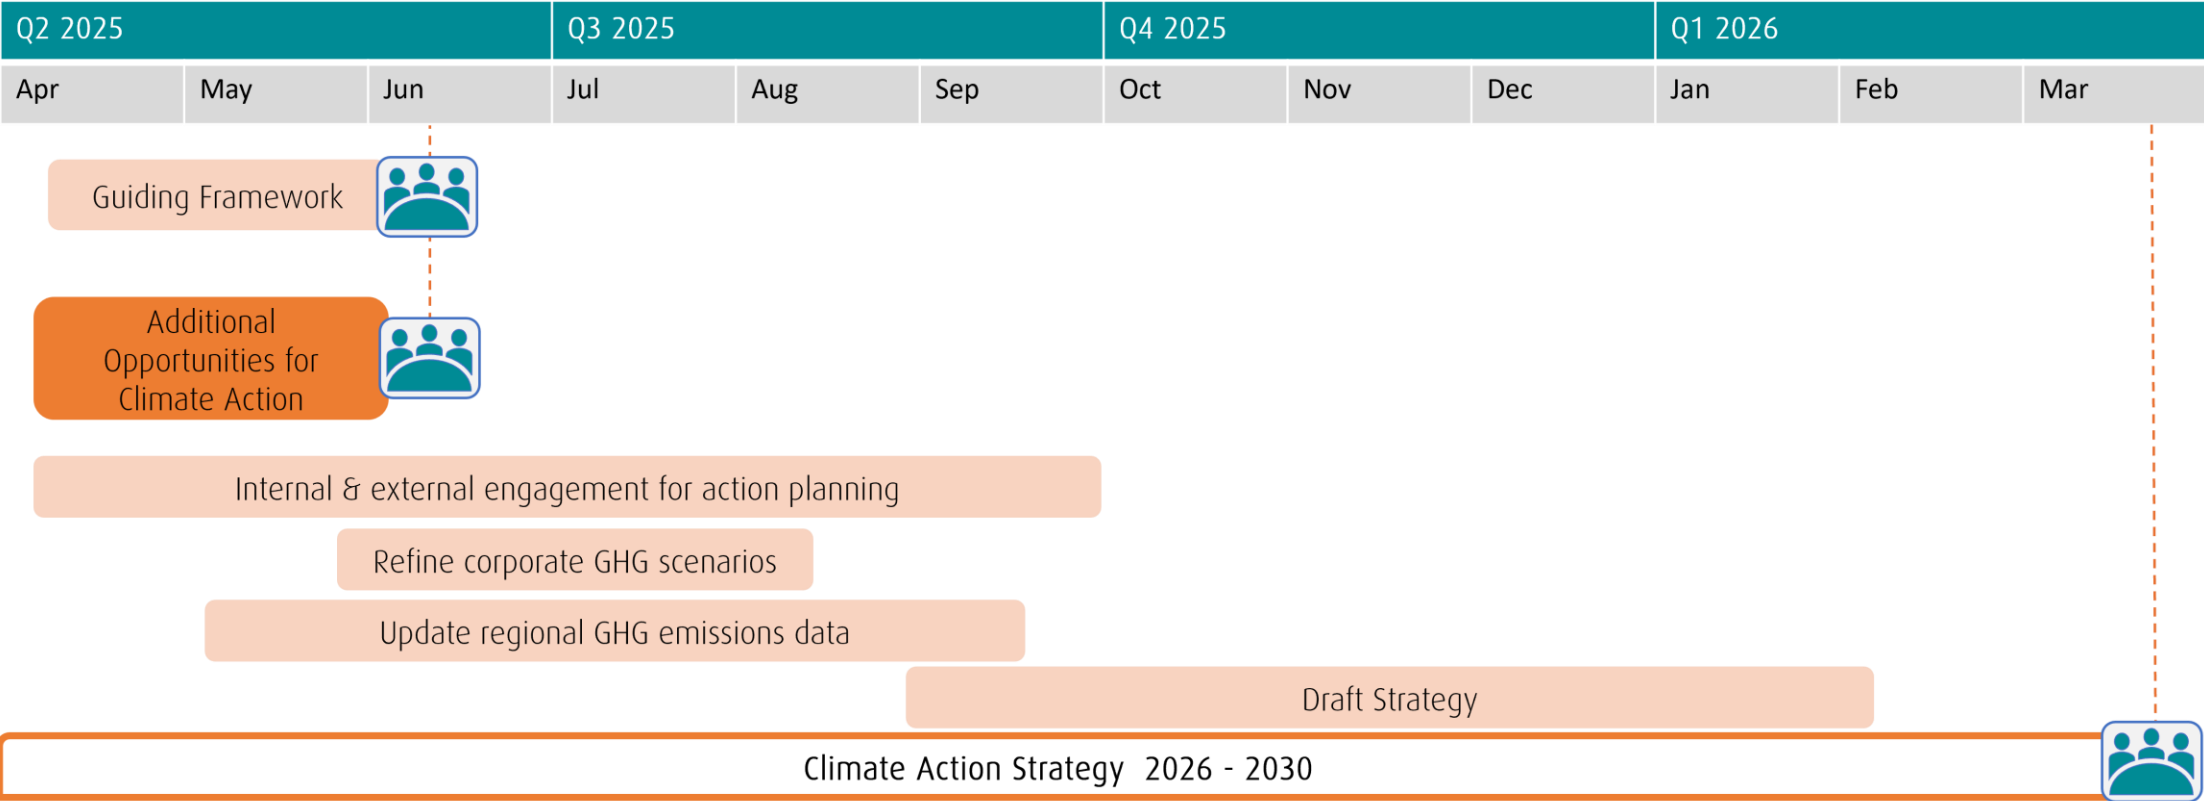 Q2 2025 Q3 2025 Q4 2025 Q1 2026
Apr May Jun Jul Aug Sep Oct Nov Dec Jan Feb Mar
Guiding Framework
Additional
Opportunities for
Climate Action
Internal & external engagement for action planning
Refine corporate GHG scenarios
Update regional GHG emissions data
Draft Strategy
Climate Action Strategy 2026 - 2030